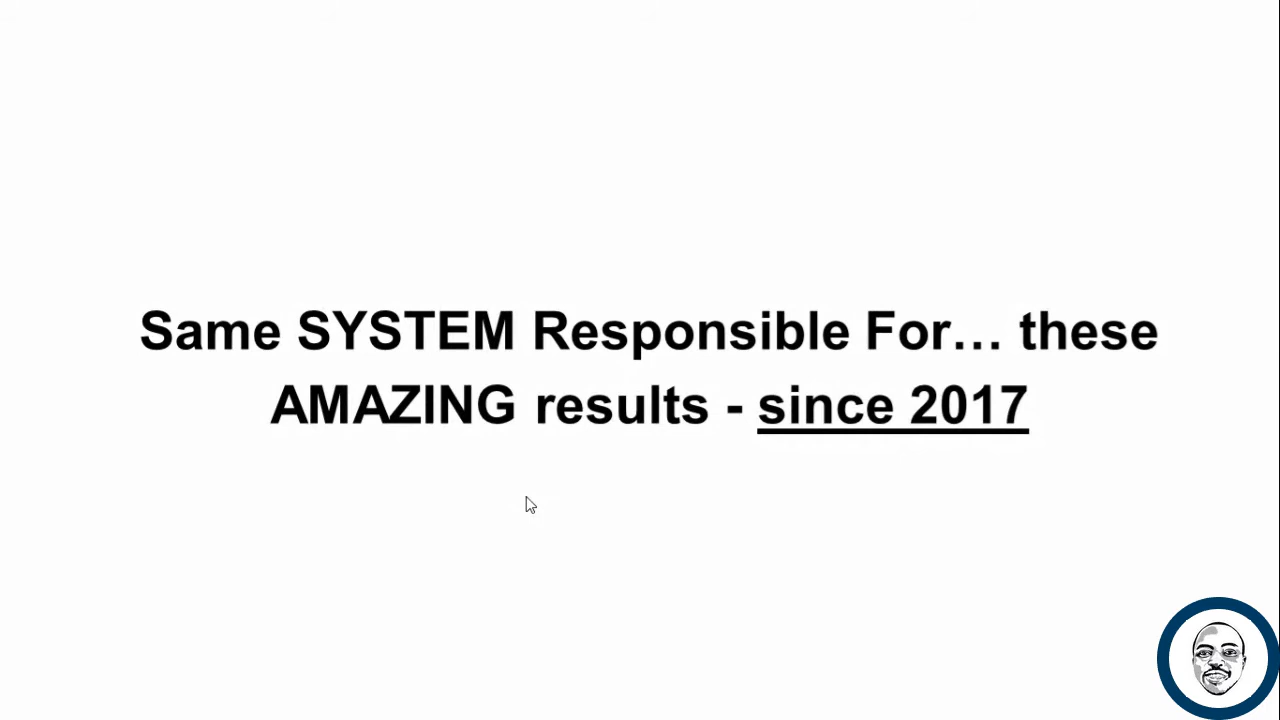 Same SYSTEM Responsible For… these
AMAZING results - since 2017